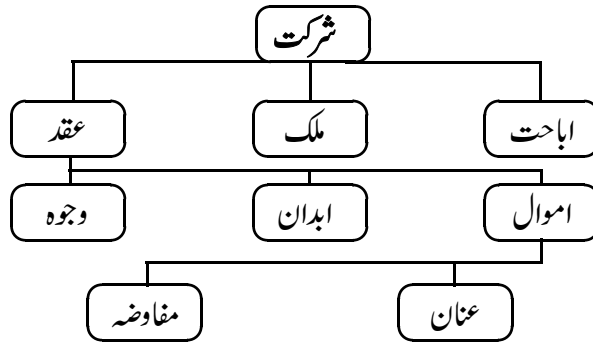 شرکت
اباحت
ملک
عقد
اموال
ابدان
وجوہ
عنان
مفاوضہ